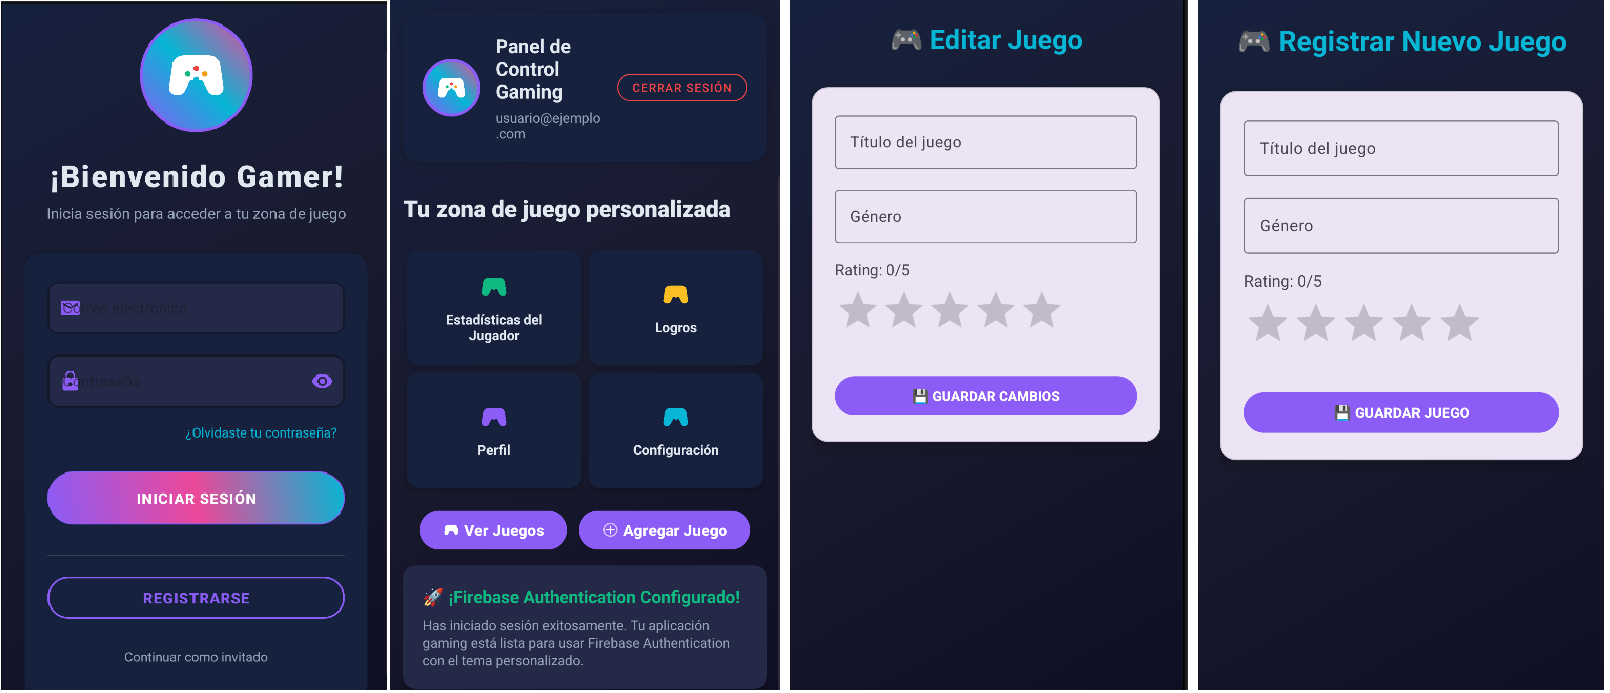 ¡Bienvenido Gamer!
Inicia sesión para acceder a tu zona de juego
Correo electrónico
Contraseña
¿Olvidaste tu contraseña?
INICIAR SESIÓN
REGISTRARSE
Continuar como invitado
Panel de
Control
Gaming
usuario@ejemplo
.com
CERRAR SESIÓN
Tu zona de juego personalizada
Estadísticas del
Jugador
Logros
Perfil
Configuración
Ver Juegos
Agregar Juego
🚀 ¡Firebase Authentication Configurado!
Has iniciado sesión exitosamente. Tu aplicación
gaming está lista para usar Firebase Authentication
con el tema personalizado.
🎮 Editar Juego
Título del juego
Género
Rating: 0/5
💾 GUARDAR CAMBIOS
🎮 Registrar Nuevo Juego
Título del juego
Género
Rating: 0/5
💾 GUARDAR JUEGO